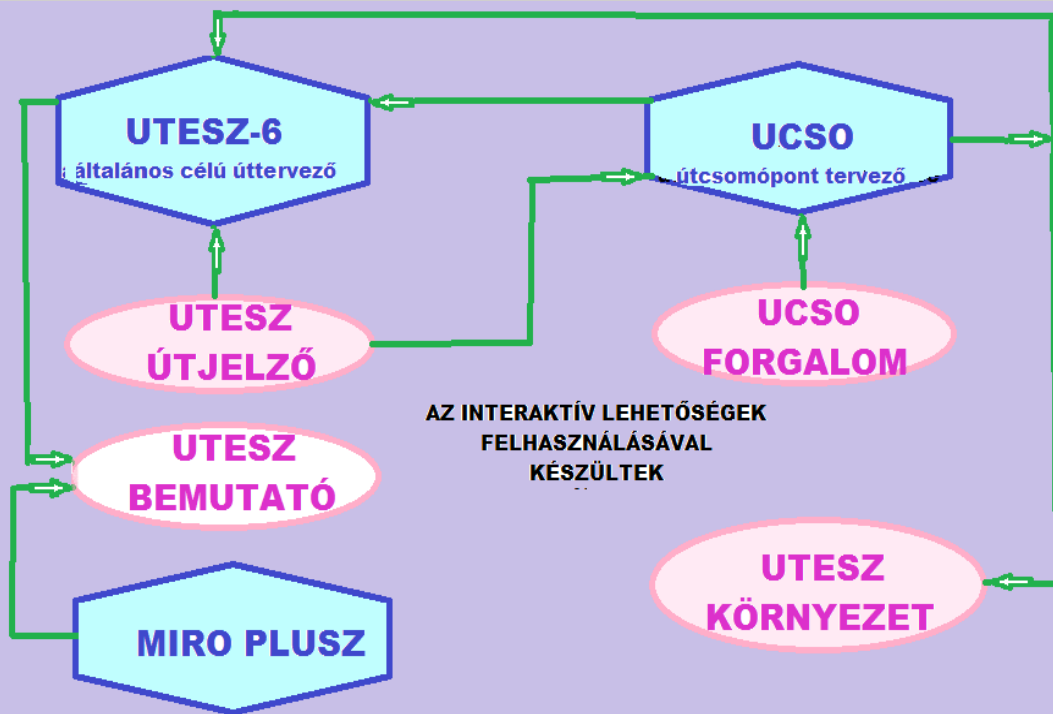 UTESZ-6
általános célú úttervező
UCSO
útcsomópont tervező
UTESZ
ÚTJELZŐ
UCSO
FORGALOM
AZ INTERAKTÍV LEHETŐSÉGEK
FELHASZNÁLÁSÁVAL
KÉSZÜLTEK
UTESZ
BEMUTATÓ
UTESZ
KÖRNYEZET
MIRO PLUSZ